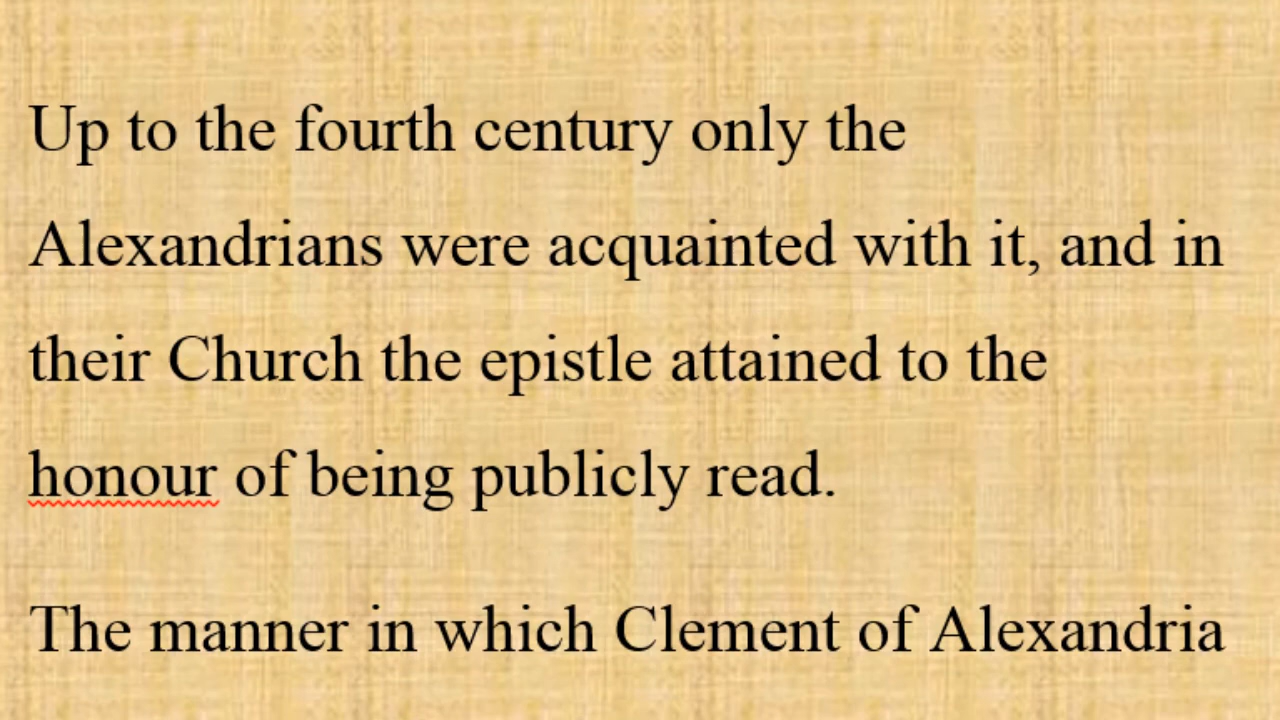 Up to the fourth century only the
Alexandrians were acquainted with it, and in
their Church the epistle attained to the
honour of being publicly read.
The manner in which Clement of Alexandria